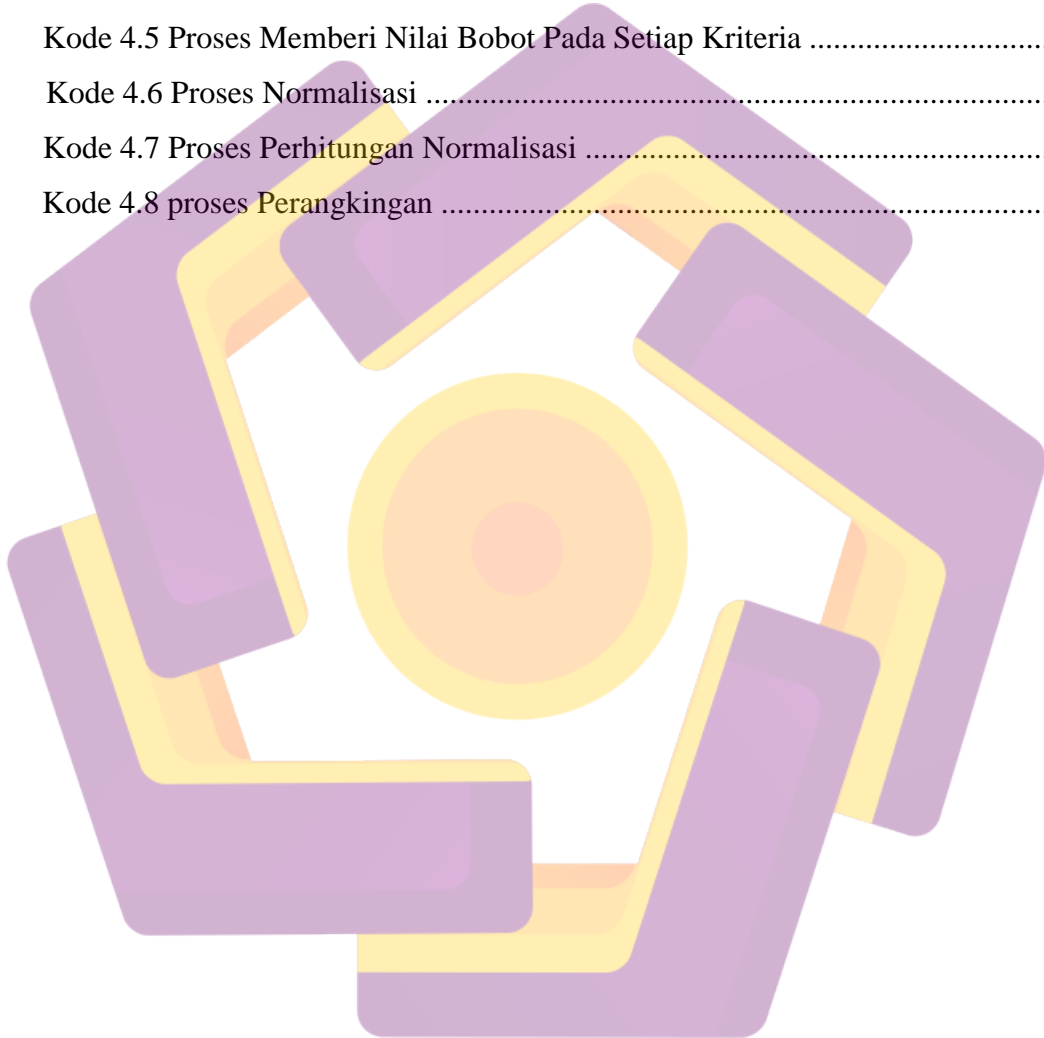 Kode 4.5 Proses Memberi Nilai Bobot Pada Setiap Kriteria ..............................
Kode 4.6 Proses Normalisasi ..............................................................................
Kode 4.7 Proses Perhitungan Normalisasi ..........................................................
Kode 4.8 proses Perangkingan ............................................................................